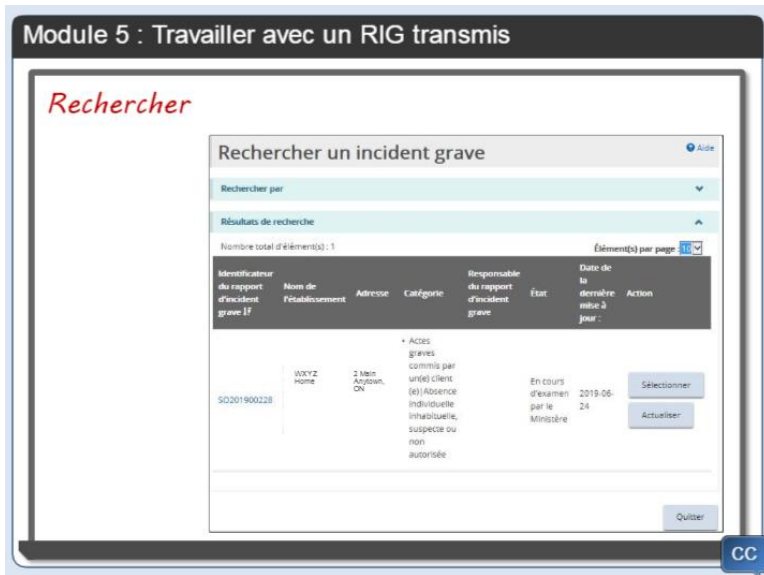 Module 5 : Travailler avec un RIG transmis
Rechercher
Rechercher un incident grave
Aide
Rechercher par
Résultats de recherche
Nombre total d'élément(s) : 1
Élément(s) par page : 10
Identificateur du rapport d'incident grave
Nom de l'établissement
Adresse
Catégorie
Responsable du rapport d'incident grave
État
Date de la dernière mise à jour :
Action
SO201900228
WXYZ Home
2 Main Anytown, ON
• Actes graves commis par un(e) client (e)|Absence individuelle inhabituelle, suspecte ou non autorisée
En cours d'examen par le Ministère
2019-06-24
Sélectionner
Actualiser
Quitter
CC